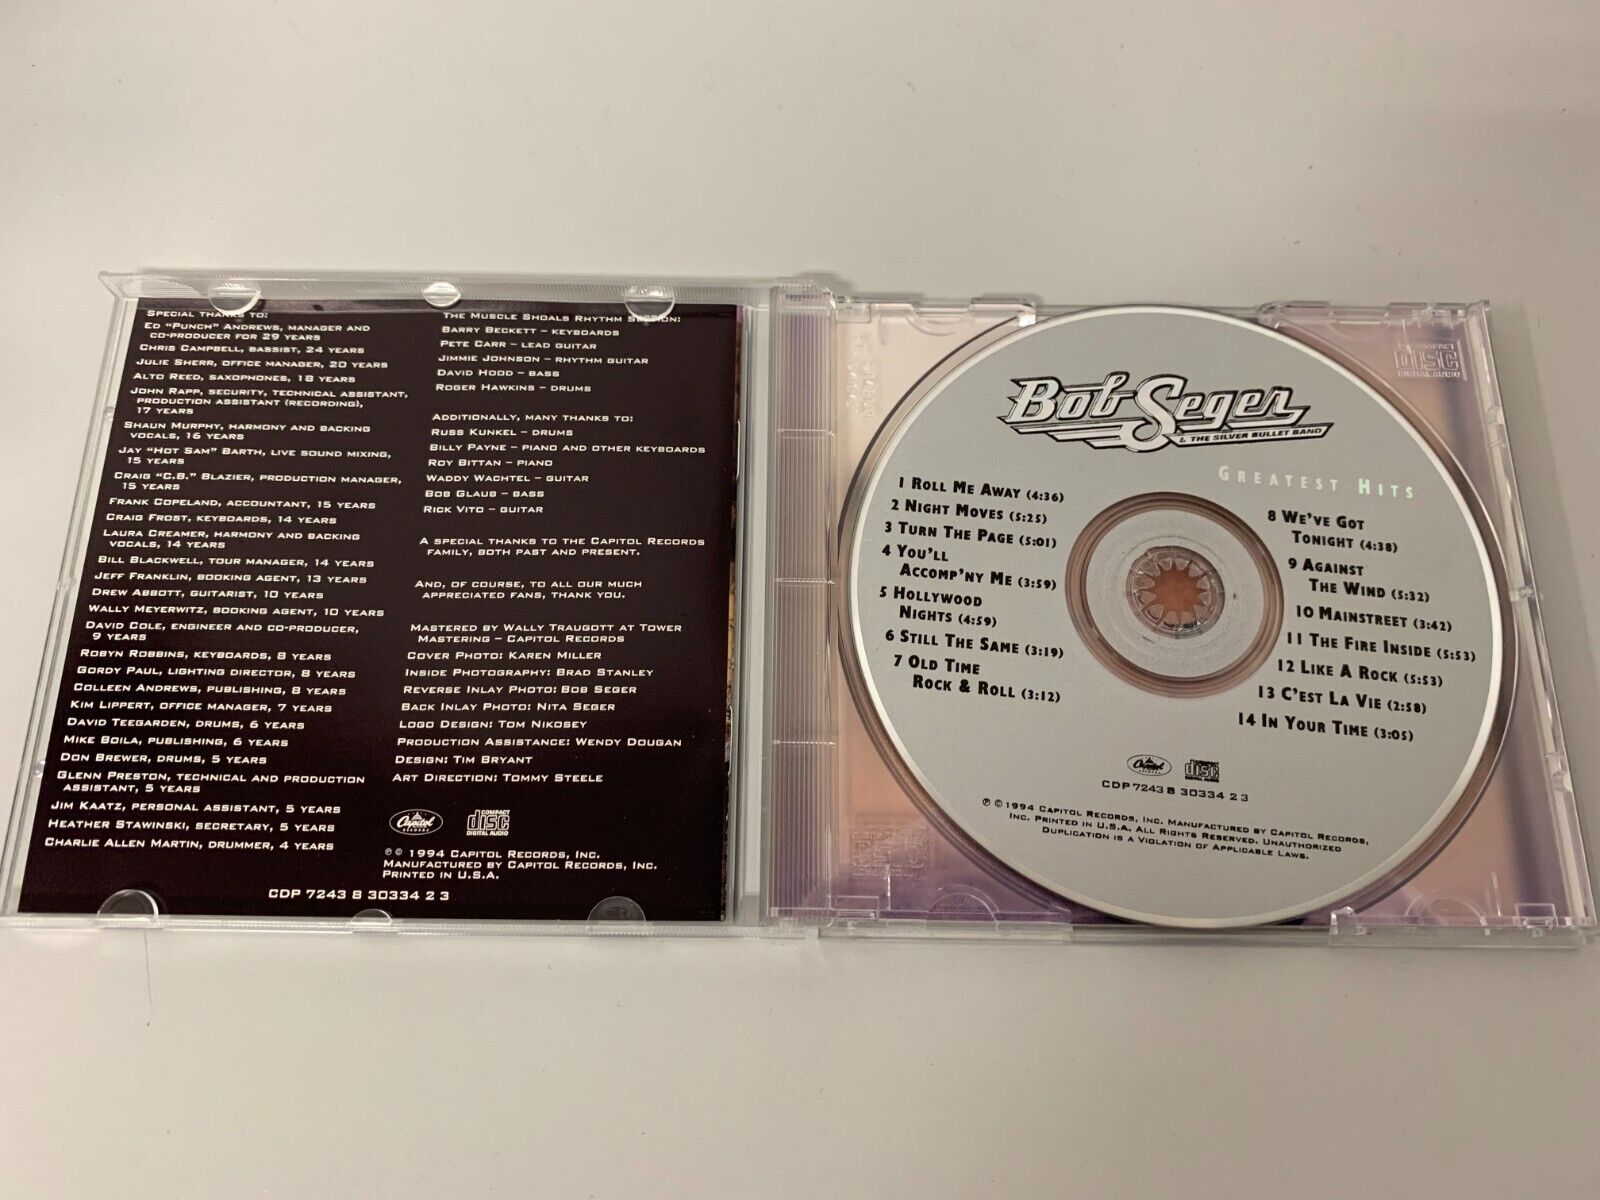 SPECIAL THANKS TO:
ED "PUNCH" ANDREWS, MANAGER AND
CO-PRODUCER FOR 29 YEARS
CHRIS CAMPBELL, BASSIST, 24 YEARS
JULIE SHERR, OFFICE MANAGER, 20 YEARS
ALTO REED, SAXOPHONES, 18 YEARS
JOHN RAPP, SECURITY, TECHNICAL ASSISTANT,
PRODUCTION ASSISTANT (RECORDING),
17 YEARS
SHAUN MURPHY, HARMONY AND BACKING
VOCALS, 16 YEARS
JAY "HOT SAM" BARTH, LIVE SOUND MIXING,
15 YEARS
CRAIG "C.B." BLAZIER, PRODUCTION MANAGER,
15 YEARS
FRANK COPELAND, ACCOUNTANT, 15 YEARS
CRAIG FROST, KEYBOARDS, 14 YEARS
LAURA CREAMER, HARMONY AND BACKING
VOCALS, 14 YEARS
BILL BLACKWELL, TOUR MANAGER, 14 YEARS
JEFF FRANKLIN, BOOKING AGENT, 13 YEARS
DREW ABBOTT, GUITARIST, 10 YEARS
WALLY MEYERWITZ, BOOKING AGENT, 10 YEARS
DAVID COLE, ENGINEER AND CO-PRODUCER,
9 YEARS
ROBYN ROBBINS, KEYBOARDS, 8 YEARS
GORDY PAUL, LIGHTING DIRECTOR, 8 YEARS
COLLEEN ANDREWS, PUBLISHING, 8 YEARS
KIM LIPPERT, OFFICE MANAGER, 7 YEARS
DAVID TEEGARDEN, DRUMS, 6 YEARS
MIKE BOILA, PUBLISHING, 6 YEARS
DON BREWER, DRUMS, 5 YEARS
GLENN PRESTON, TECHNICAL AND PRODUCTION
ASSISTANT, 5 YEARS
JIM KAATZ, PERSONAL ASSISTANT, 5 YEARS
HEATHER STAWINSKI, SECRETARY, 5 YEARS
CHARLIE ALLEN MARTIN, DRUMMER, 4 YEARS
THE MUSCLE SHOALS RHYTHM SECTION:
BARRY BECKETT – KEYBOARDS
PETE CARR – LEAD GUITAR
JIMMIE JOHNSON – RHYTHM GUITAR
DAVID HOOD – BASS
ROGER HAWKINS – DRUMS
ADDITIONALLY, MANY THANKS TO:
RUSS KUNKEL – DRUMS
BILLY PAYNE – PIANO AND OTHER KEYBOARDS
ROY BITTAN – PIANO
WADDY WACHTEL – GUITAR
BOB GLAUB – BASS
RICK VITO – GUITAR
A SPECIAL THANKS TO THE CAPITOL RECORDS
FAMILY, BOTH PAST AND PRESENT.
AND, OF COURSE, TO ALL OUR MUCH
APPRECIATED FANS, THANK YOU.
MASTERED BY WALLY TRAUGOTT AT TOWER
MASTERING – CAPITOL RECORDS
COVER PHOTO: KAREN MILLER
INSIDE PHOTOGRAPHY: BRAD STANLEY
REVERSE INLAY PHOTO: BOB SEGER
BACK INLAY PHOTO: NITA SEGER
LOGO DESIGN: TOM NIKOSEY
PRODUCTION ASSISTANCE: WENDY DOUGAN
DESIGN: TIM BRYANT
ART DIRECTION: TOMMY STEELE
Capitol RECORDS
COMPACT disc DIGITAL AUDIO
℗ © 1994 CAPITOL RECORDS, INC.
MANUFACTURED BY CAPITOL RECORDS, INC.
PRINTED IN U.S.A.
CDP 7243 8 30334 2 3
COMPACT disc DIGITAL AUDIO
Bob Seger
& THE SILVER BULLET BAND
GREATEST HITS
1 ROLL ME AWAY (4:36)
2 NIGHT MOVES (5:25)
3 TURN THE PAGE (5:01)
4 YOU'LL
ACCOMP'NY ME (3:59)
5 HOLLYWOOD
NIGHTS (4:59)
6 STILL THE SAME (3:19)
7 OLD TIME
ROCK & ROLL (3:12)
8 WE'VE GOT
TONIGHT (4:38)
9 AGAINST
THE WIND (5:32)
10 MAINSTREET (3:42)
11 THE FIRE INSIDE (5:53)
12 LIKE A ROCK (5:53)
13 C'EST LA VIE (2:58)
14 IN YOUR TIME (3:05)
Capitol RECORDS
COMPACT disc DIGITAL AUDIO
CDP 7243 8 30334 2 3
℗ © 1994 CAPITOL RECORDS, INC. MANUFACTURED BY CAPITOL RECORDS,
INC. PRINTED IN U.S.A. ALL RIGHTS RESERVED. UNAUTHORIZED
DUPLICATION IS A VIOLATION OF APPLICABLE LAWS.